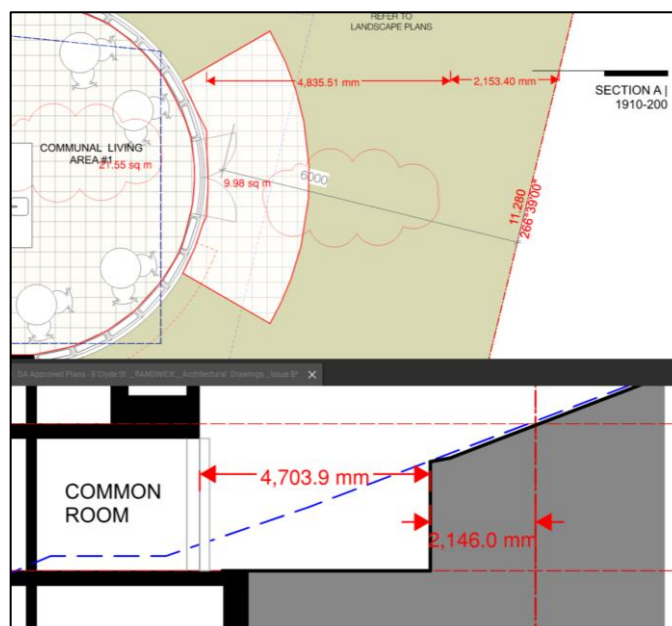 REFER TO
LANDSCAPE PLANS
4,835.51 mm
2,153.40 mm
SECTION A |
1910-200
COMMUNAL LIVING
AREA #1
21.55 sq m
9.98 sq m
6000
11,280
266°39'00"
DA Approved Plans - 8 Clyde St _ RANDWICK _ Architectural Drawings _ Issue B*
4,703.9 mm
COMMON
ROOM
2,146.0 mm